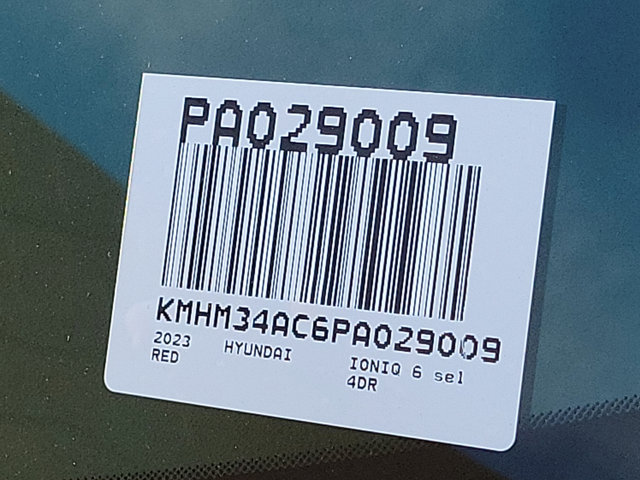 PA029009
KMHM34AC6PA029009
2023 HYUNDAI IONIQ 6 sel
RED 4DR